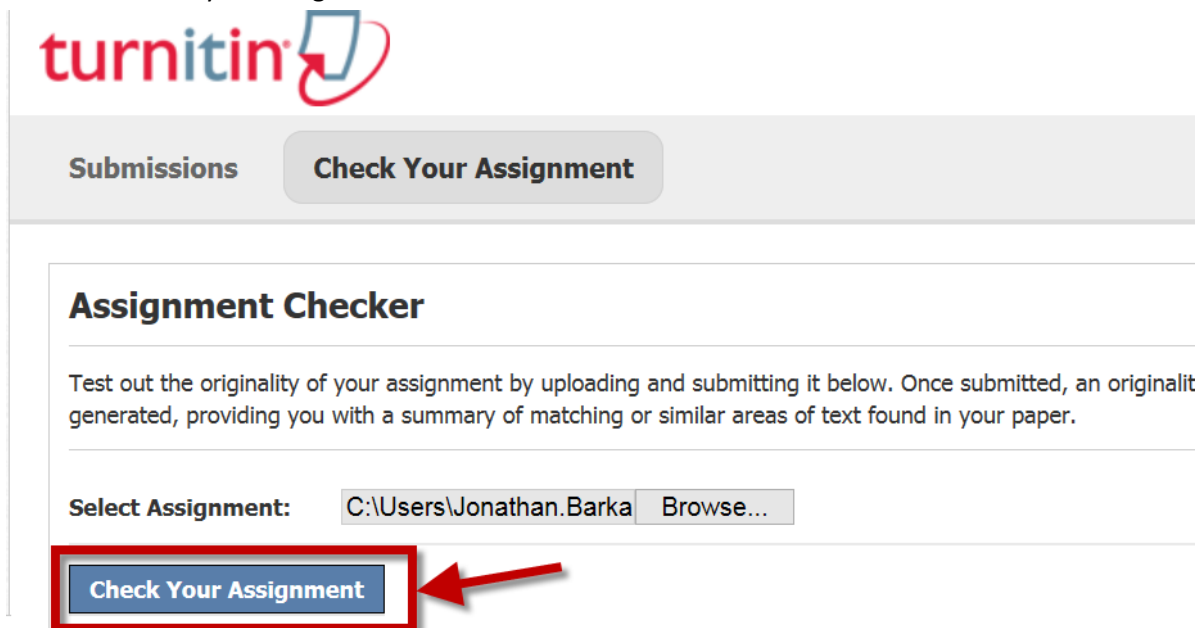 turnitin
Submissions Check Your Assignment
Assignment Checker
Test out the originality of your assignment by uploading and submitting it below. Once submitted, an originalit
generated, providing you with a summary of matching or similar areas of text found in your paper.
Select Assignment: C:\Users\Jonathan.Barka Browse...
Check Your Assignment